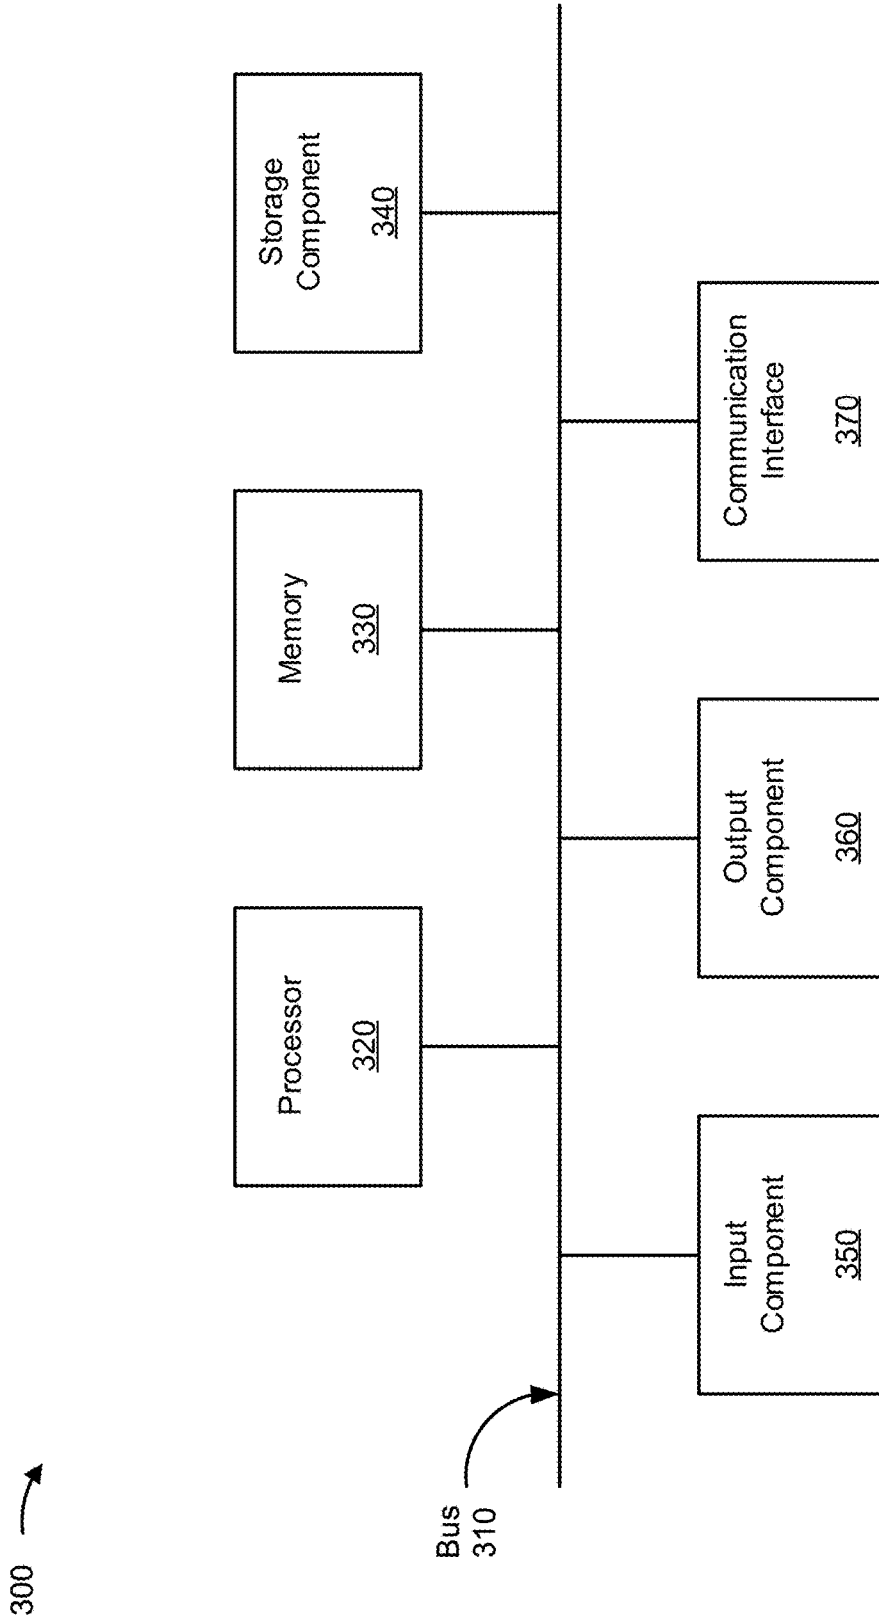 300
Bus
310
Processor
320
Memory
330
Storage
Component
340
Input
Component
350
Output
Component
360
Communication
Interface
370